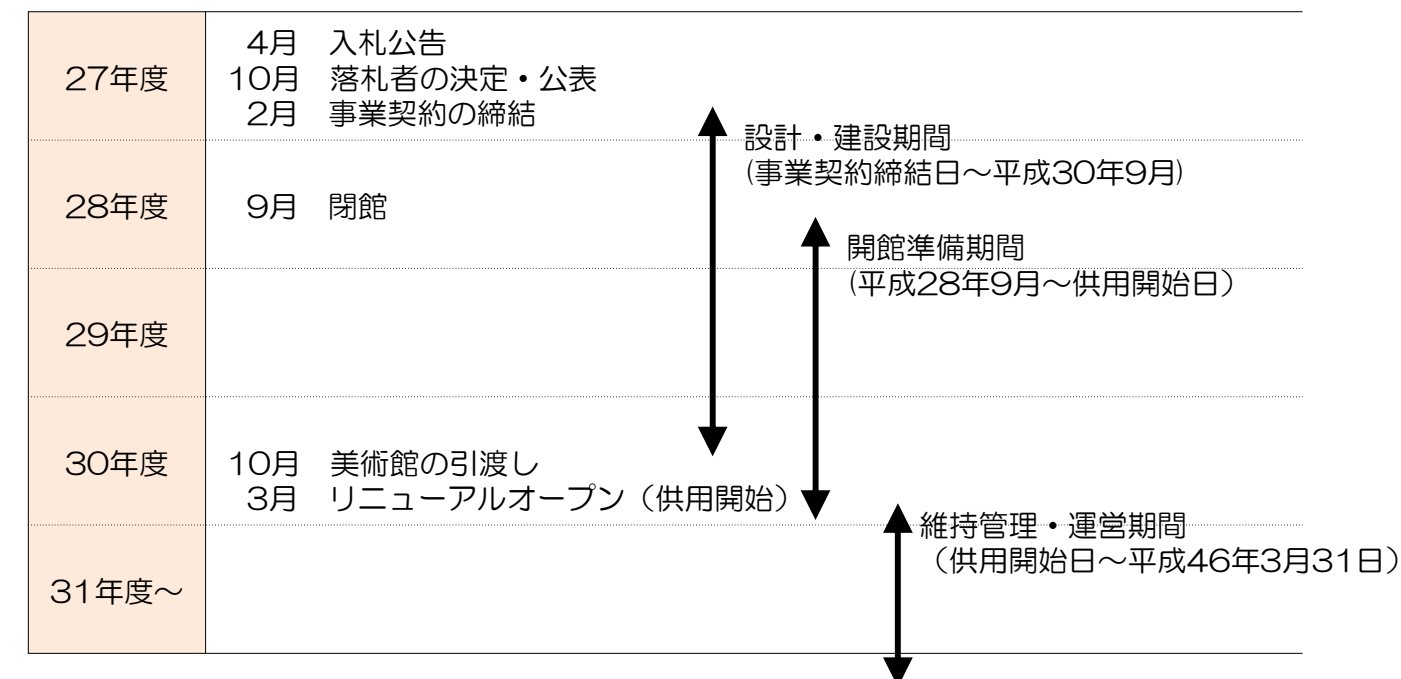 27年度
4月 入札公告
10月 落札者の決定・公表
2月 事業契約の締結
設計・建設期間
(事業契約締結日～平成30年9月)
28年度
9月 閉館
開館準備期間
(平成28年9月～供用開始日）
29年度
30年度
10月 美術館の引渡し
3月 リニューアルオープン（供用開始）
維持管理・運営期間
（供用開始日～平成46年3月31日）
31年度～